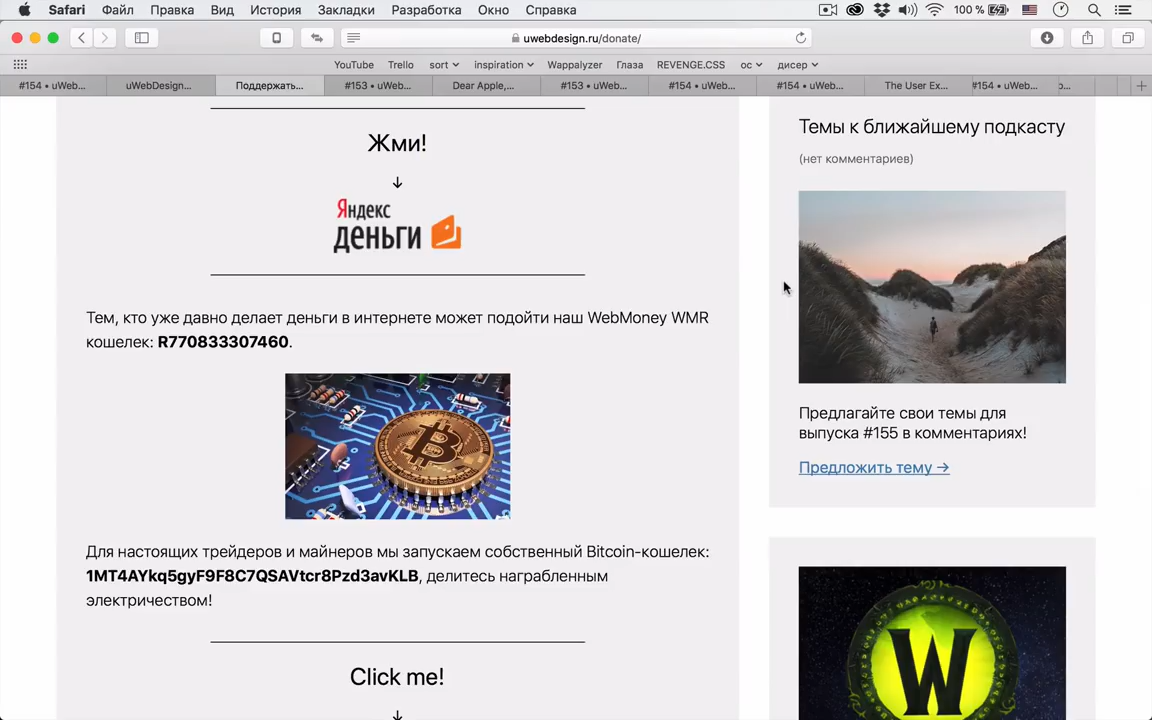 Safari Файл Правка Вид История Закладки Разработка Окно Справка
100 %
uwebdesign.ru/donate/
YouTube Trello sort inspiration Wappalyzer Глаза REVENGE.CSS ос дисер
#154 • uWeb... uWebDesign... Поддержать... #153 • uWeb... Dear Apple,... #153 • uWeb... #154 • uWeb... #154 • uWeb... The User Ex... #154 • uWeb...
Жми!
↓
Яндекс
деньги
Тем, кто уже давно делает деньги в интернете может подойти наш WebMoney WMR
кошелек: R770833307460.
Для настоящих трейдеров и майнеров мы запускаем собственный Bitcoin-кошелек:
1MT4AYkq5gyF9F8C7QSAVtcr8Pzd3avKLB, делитесь награбленным
электричеством!
Click me!
↓
Темы к ближайшему подкасту
(нет комментариев)
Предлагайте свои темы для
выпуска #155 в комментариях!
Предложить тему →
W